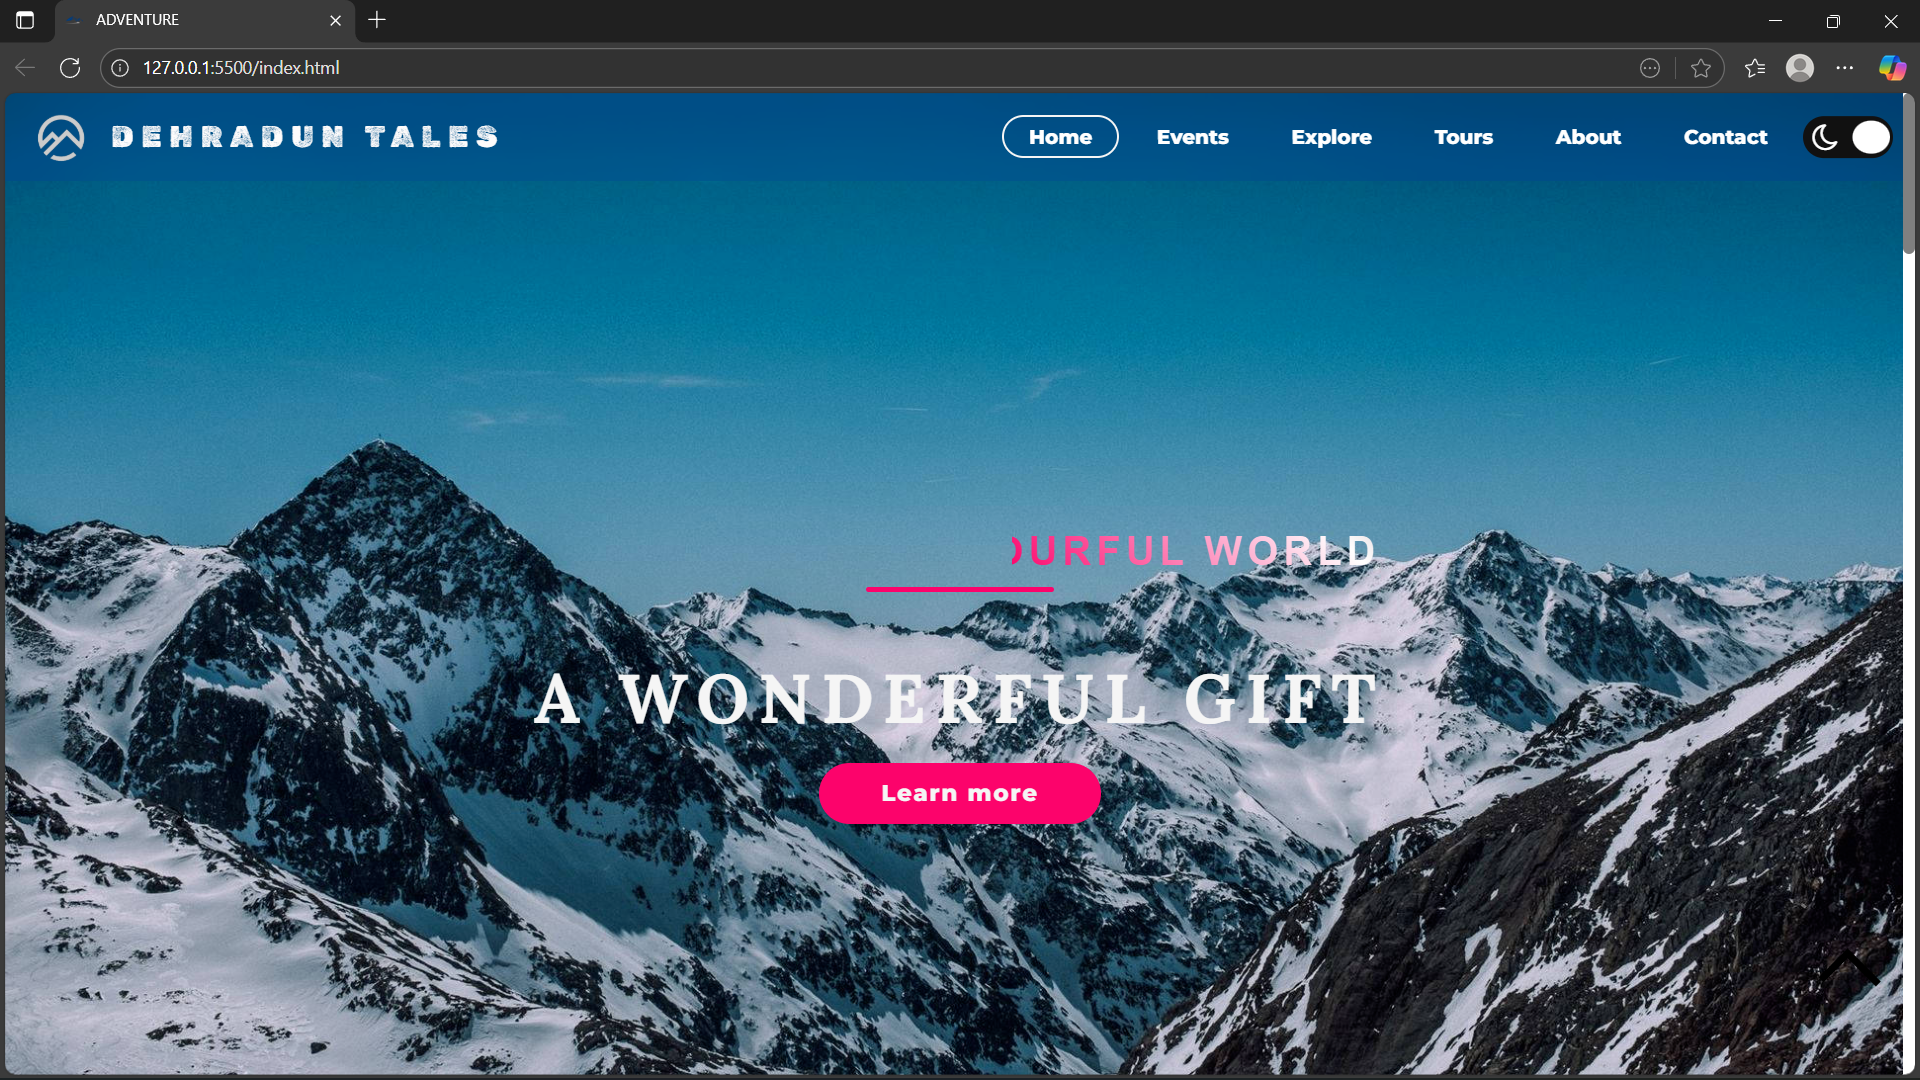 ADVENTURE
127.0.0.1:5500/index.html
DEHRADUN TALES
Home Events Explore Tours About Contact
OURFUL WORLD
A WONDERFUL GIFT
Learn more